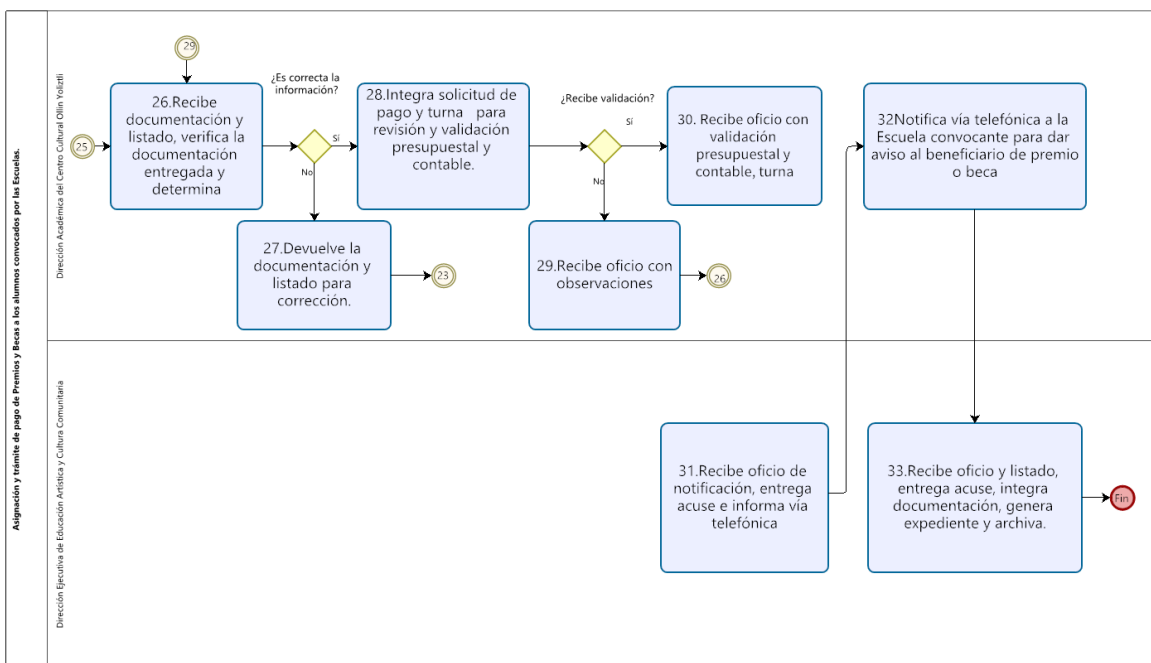 Asignación y trámite de pago de Premios y Becas a los alumnos convocados por las Escuelas.
Dirección Académica del Centro Cultural Ollin Yoliztli
29
25
26.Recibe
documentación y
listado, verifica la
documentación
entregada y
determina
¿Es correcta la
información?
Sí
No
27.Devuelve la
documentación y
listado para
corrección.
23
28.Integra solicitud de
pago y turna para
revisión y validación
presupuestal y
contable.
¿Recibe validación?
Sí
No
29.Recibe oficio con
observaciones
26
30. Recibe oficio con
validación
presupuestal y
contable, turna
32Notifica vía telefónica a la
Escuela convocante para dar
aviso al beneficiario de premio
o beca
Dirección Ejecutiva de Educación Artística y Cultura Comunitaria
31.Recibe oficio de
notificación, entrega
acuse e informa vía
telefónica
33.Recibe oficio y listado,
entrega acuse, integra
documentación, genera
expediente y archiva.
Fin